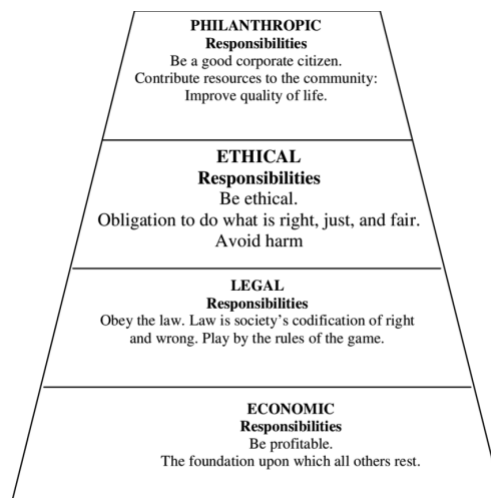 PHILANTHROPIC
Responsibilities
Be a good corporate citizen.
Contribute resources to the community:
Improve quality of life.
ETHICAL
Responsibilities
Be ethical.
Obligation to do what is right, just, and fair.
Avoid harm
LEGAL
Responsibilities
Obey the law. Law is society’s codification of right
and wrong. Play by the rules of the game.
ECONOMIC
Responsibilities
Be profitable.
The foundation upon which all others rest.